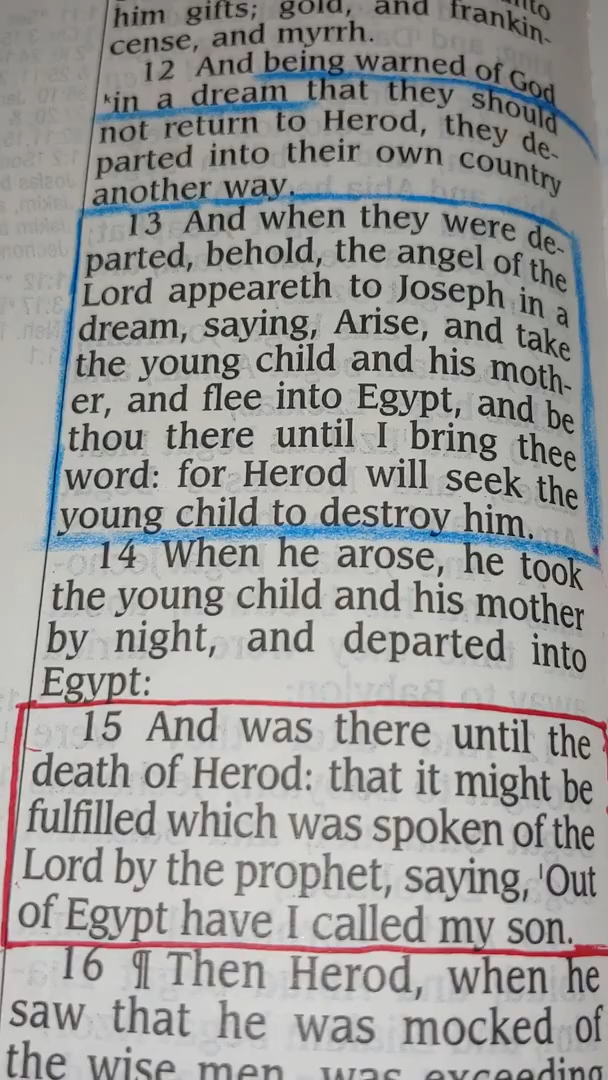 him gifts; gold, and frankin-
cense, and myrrh.
12 And being warned of God
in a dream that they should
not return to Herod, they de-
parted into their own country
another way.
13 And when they were de-
parted, behold, the angel of the
Lord appeareth to Joseph in a
dream, saying, Arise, and take
the young child and his moth-
er, and flee into Egypt, and be
thou there until I bring thee
word: for Herod will seek the
young child to destroy him.
14 When he arose, he took
the young child and his mother
by night, and departed into
Egypt:
15 And was there until the
death of Herod: that it might be
fulfilled which was spoken of the
Lord by the prophet, saying, Out
of Egypt have I called my son.
16 ¶ Then Herod, when he
saw that he was mocked of
the wise men, was exceeding